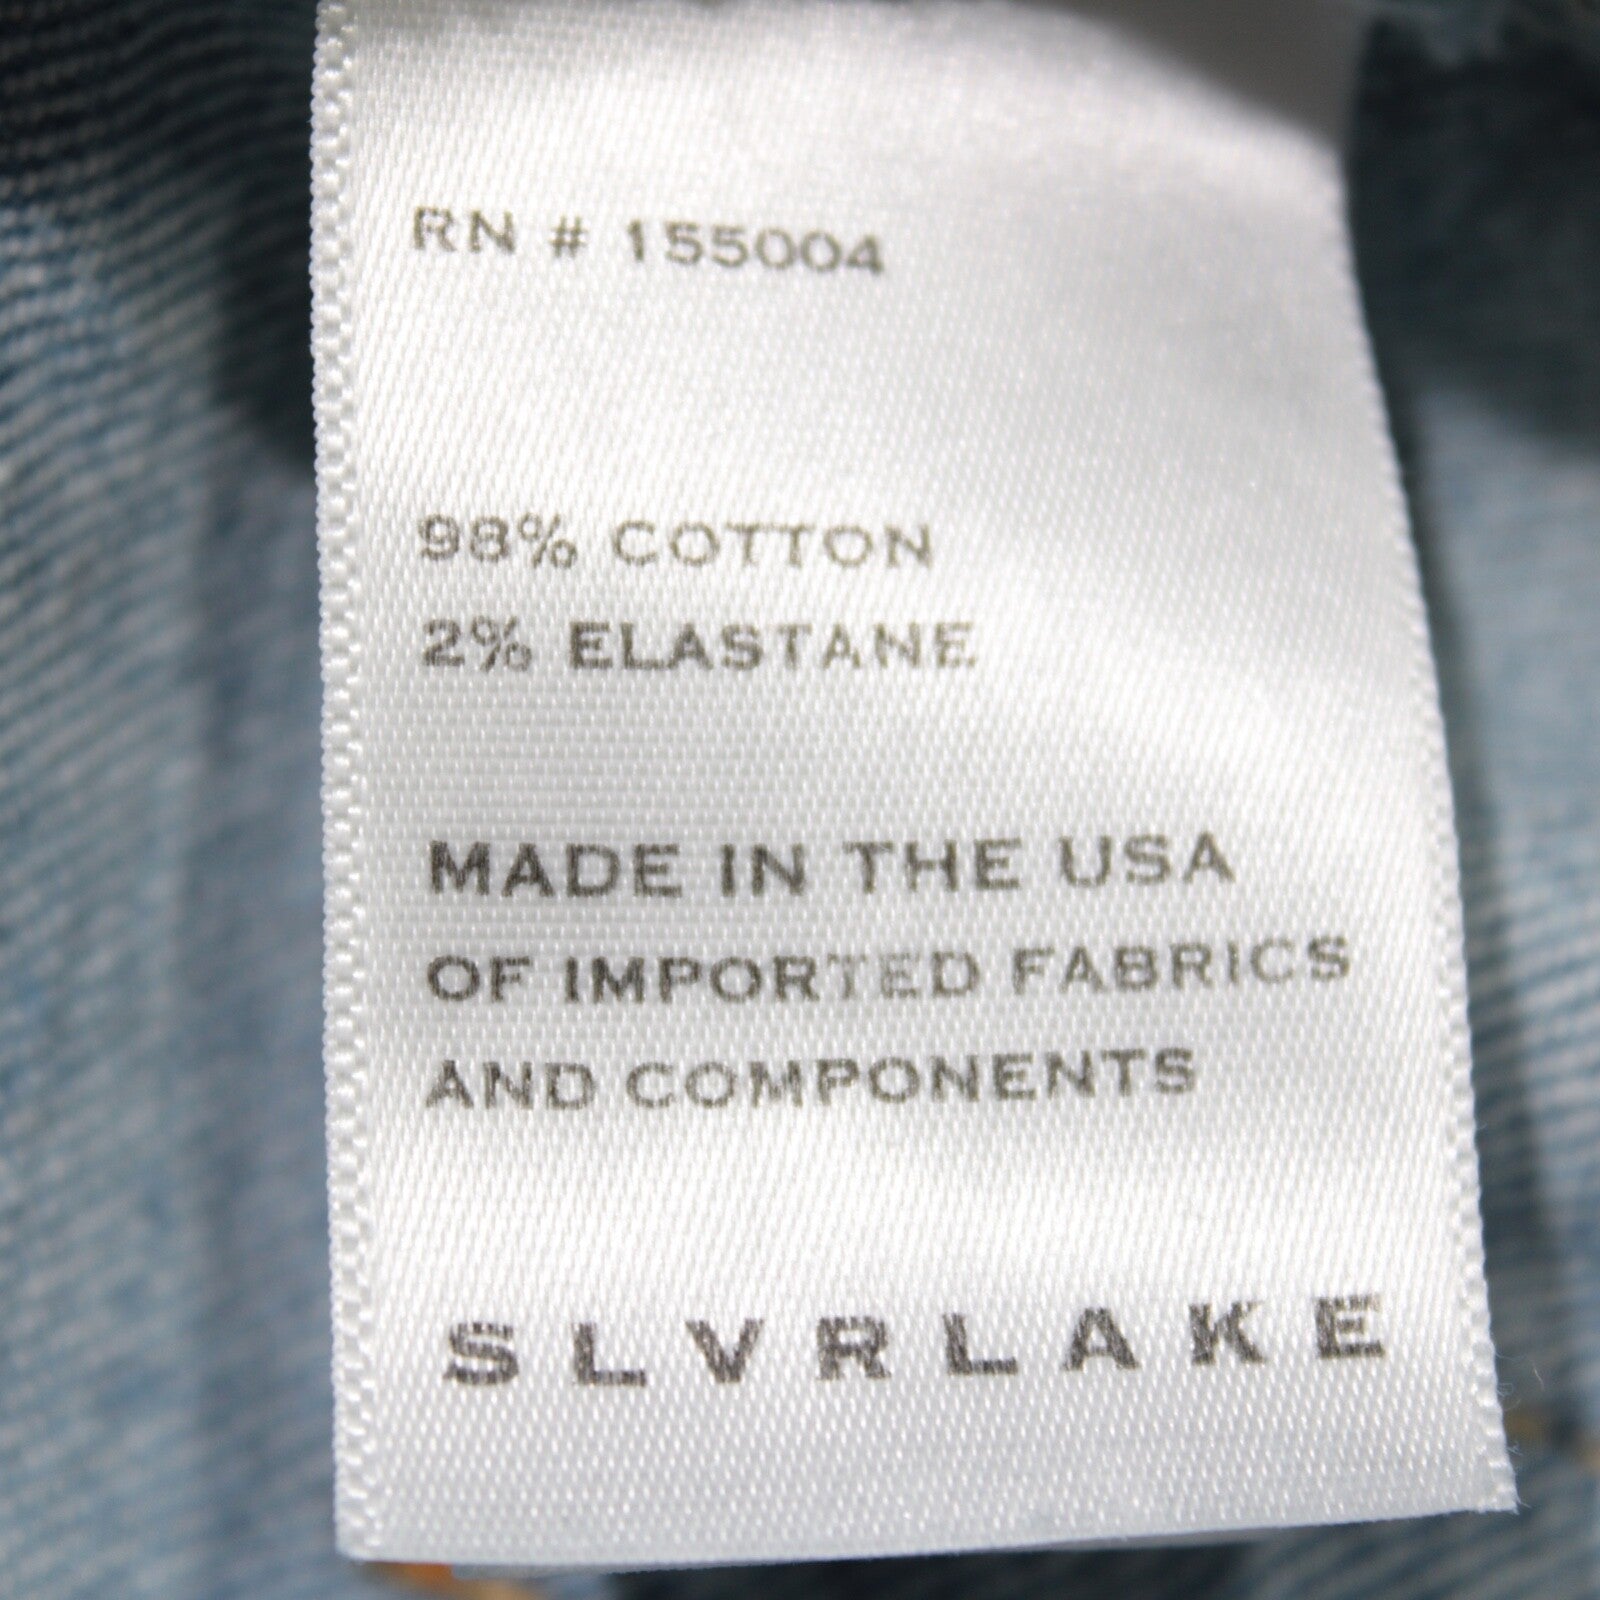 RN # 155004
98% COTTON
2% ELASTANE
MADE IN THE USA
OF IMPORTED FABRICS
AND COMPONENTS
SLVRLAKE